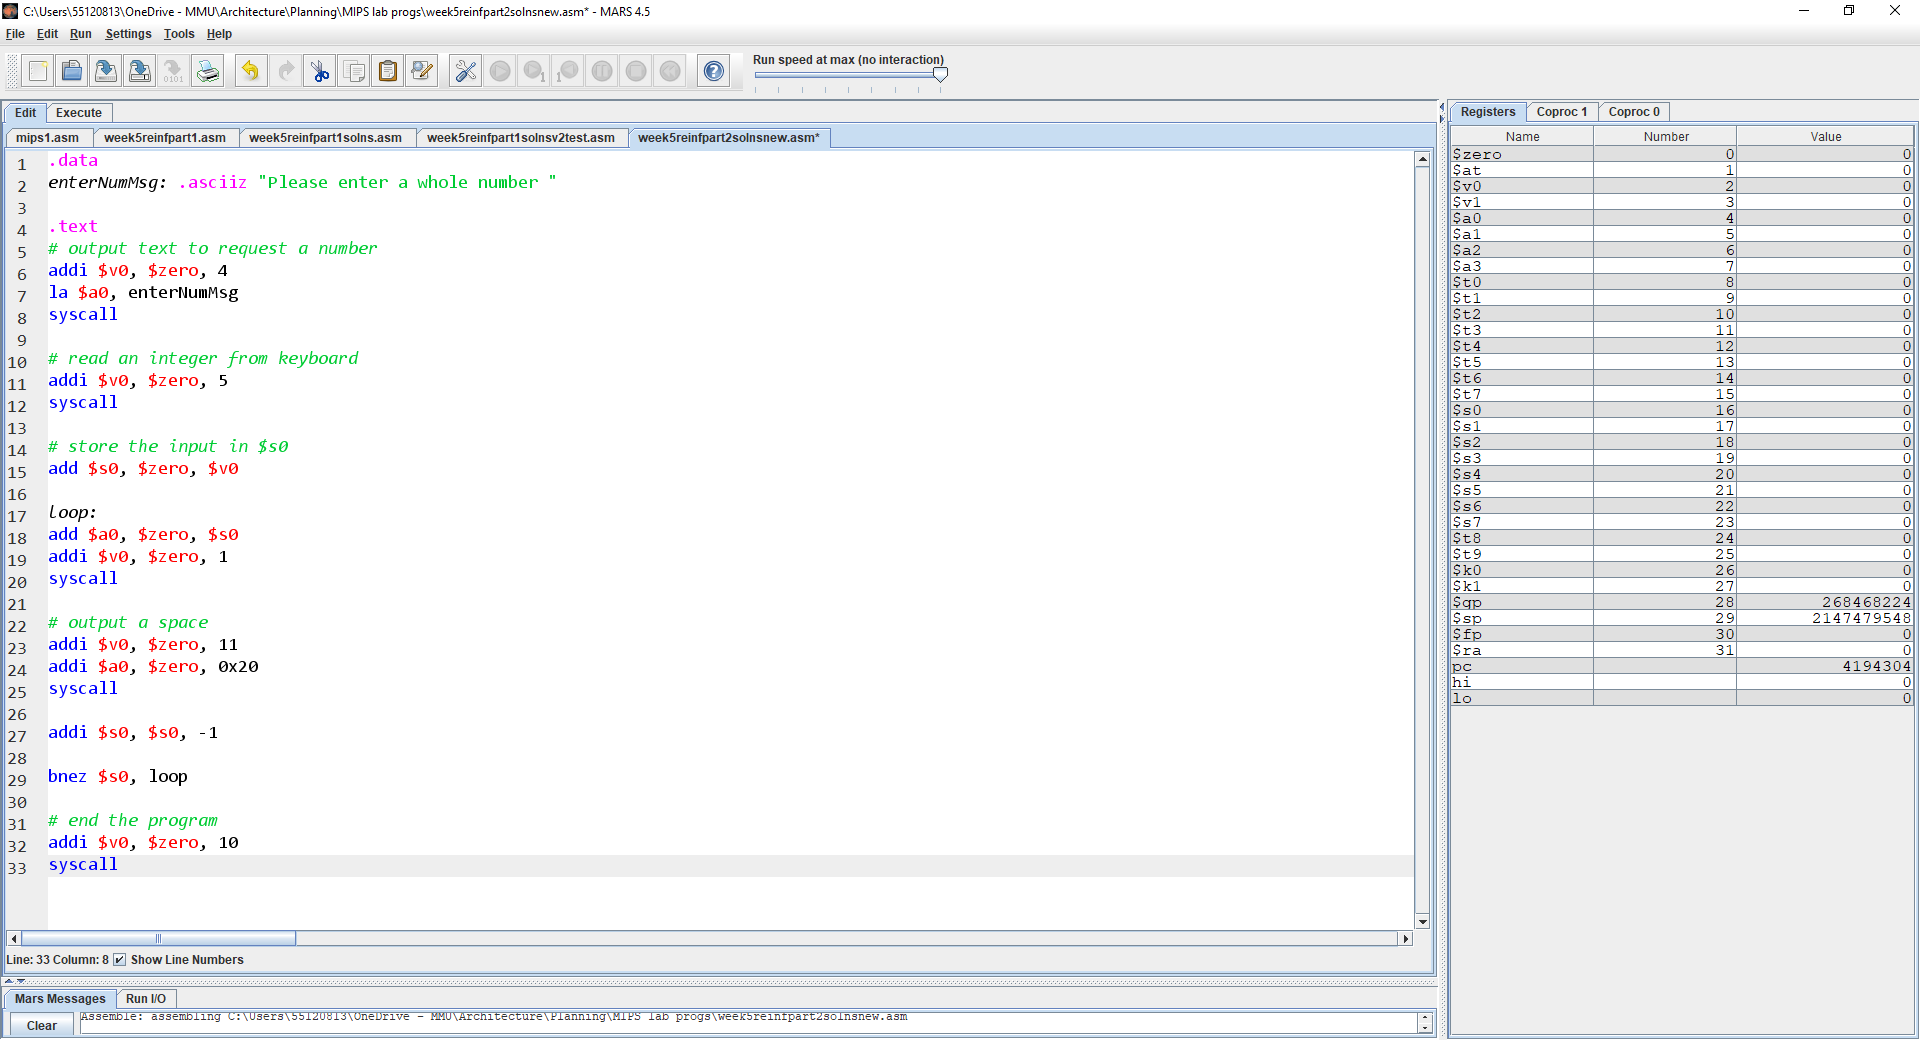 C:\Users\55120813\OneDrive - MMU\Architecture\Planning\MIPS lab progs\week5reinfpart2solnsnew.asm* - MARS 4.5
File Edit Run Settings Tools Help
Run speed at max (no interaction)
Edit Execute
mips1.asm week5reinfpart1.asm week5reinfpart1solns.asm week5reinfpart1solnsv2test.asm week5reinfpart2solnsnew.asm*
1 .data
2 enterNumMsg: .asciiz "Please enter a whole number "
3
4 .text
5 # output text to request a number
6 addi $v0, $zero, 4
7 la $a0, enterNumMsg
8 syscall
9
10 # read an integer from keyboard
11 addi $v0, $zero, 5
12 syscall
13
14 # store the input in $s0
15 add $s0, $zero, $v0
16
17 loop:
18 add $a0, $zero, $s0
19 addi $v0, $zero, 1
20 syscall
21
22 # output a space
23 addi $v0, $zero, 11
24 addi $a0, $zero, 0x20
25 syscall
26
27 addi $s0, $s0, -1
28
29 bnez $s0, loop
30
31 # end the program
32 addi $v0, $zero, 10
33 syscall
Line: 33 Column: 8 Show Line Numbers
Mars Messages Run I/O
Clear
Assemble: assembling C:\Users\55120813\OneDrive - MMU\Architecture\Planning\MIPS lab progs\week5reinfpart2solnsnew.asm
Registers Coproc 1 Coproc 0
Name Number Value
$zero 0 0
$at 1 0
$v0 2 0
$v1 3 0
$a0 4 0
$a1 5 0
$a2 6 0
$a3 7 0
$t0 8 0
$t1 9 0
$t2 10 0
$t3 11 0
$t4 12 0
$t5 13 0
$t6 14 0
$t7 15 0
$s0 16 0
$s1 17 0
$s2 18 0
$s3 19 0
$s4 20 0
$s5 21 0
$s6 22 0
$s7 23 0
$t8 24 0
$t9 25 0
$k0 26 0
$k1 27 0
$gp 28 268468224
$sp 29 2147479548
$fp 30 0
$ra 31 0
pc 4194304
hi 0
lo 0